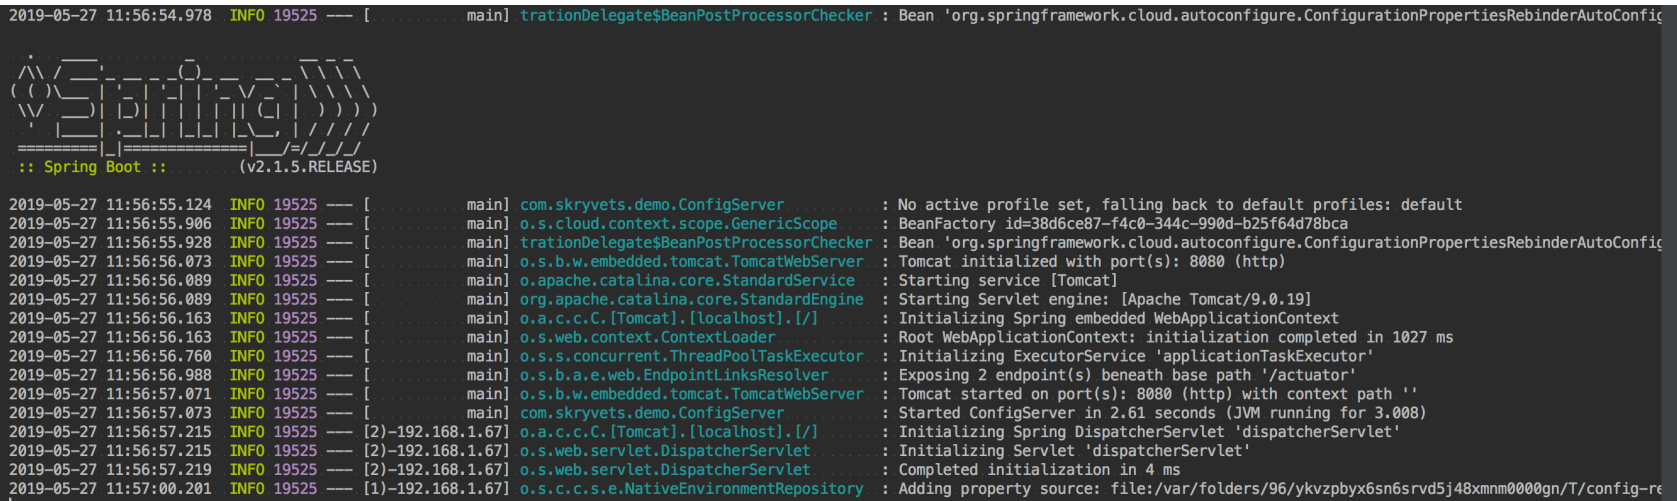 2019-05-27 11:56:54.978  INFO 19525 --- [           main] trationDelegate$BeanPostProcessorChecker : Bean 'org.springframework.cloud.autoconfigure.ConfigurationPropertiesRebinderAutoConfig
  .   ____          _            __ _ _
 /\\ / ___'_ __ _ _(_)_ __  __ _ \ \ \ \
( ( )\___ | '_ | '_| | '_ \/ _` | \ \ \ \
 \\/  ___)| |_)| | | | | || (_| |  ) ) ) )
  '  |____| .__|_| |_|_| |_\__, | / / / /
 =========|_|==============|___/=/_/_/_/
 :: Spring Boot ::        (v2.1.5.RELEASE)
2019-05-27 11:56:55.124  INFO 19525 --- [           main] com.skryvets.demo.ConfigServer           : No active profile set, falling back to default profiles: default
2019-05-27 11:56:55.906  INFO 19525 --- [           main] o.s.cloud.context.scope.GenericScope     : BeanFactory id=38d6ce87-f4c0-344c-990d-b25f64d78bca
2019-05-27 11:56:55.928  INFO 19525 --- [           main] trationDelegate$BeanPostProcessorChecker : Bean 'org.springframework.cloud.autoconfigure.ConfigurationPropertiesRebinderAutoConfig
2019-05-27 11:56:56.073  INFO 19525 --- [           main] o.s.b.w.embedded.tomcat.TomcatWebServer  : Tomcat initialized with port(s): 8080 (http)
2019-05-27 11:56:56.089  INFO 19525 --- [           main] o.apache.catalina.core.StandardService   : Starting service [Tomcat]
2019-05-27 11:56:56.089  INFO 19525 --- [           main] org.apache.catalina.core.StandardEngine  : Starting Servlet engine: [Apache Tomcat/9.0.19]
2019-05-27 11:56:56.163  INFO 19525 --- [           main] o.a.c.c.C.[Tomcat].[localhost].[/]       : Initializing Spring embedded WebApplicationContext
2019-05-27 11:56:56.163  INFO 19525 --- [           main] o.s.web.context.ContextLoader            : Root WebApplicationContext: initialization completed in 1027 ms
2019-05-27 11:56:56.760  INFO 19525 --- [           main] o.s.s.concurrent.ThreadPoolTaskExecutor  : Initializing ExecutorService 'applicationTaskExecutor'
2019-05-27 11:56:56.988  INFO 19525 --- [           main] o.s.b.a.e.web.EndpointLinksResolver      : Exposing 2 endpoint(s) beneath base path '/actuator'
2019-05-27 11:56:57.071  INFO 19525 --- [           main] o.s.b.w.embedded.tomcat.TomcatWebServer  : Tomcat started on port(s): 8080 (http) with context path ''
2019-05-27 11:56:57.073  INFO 19525 --- [           main] com.skryvets.demo.ConfigServer           : Started ConfigServer in 2.61 seconds (JVM running for 3.008)
2019-05-27 11:56:57.215  INFO 19525 --- [2)-192.168.1.67] o.a.c.c.C.[Tomcat].[localhost].[/]       : Initializing Spring DispatcherServlet 'dispatcherServlet'
2019-05-27 11:56:57.215  INFO 19525 --- [2)-192.168.1.67] o.s.web.servlet.DispatcherServlet        : Initializing Servlet 'dispatcherServlet'
2019-05-27 11:56:57.219  INFO 19525 --- [2)-192.168.1.67] o.s.web.servlet.DispatcherServlet        : Completed initialization in 4 ms
2019-05-27 11:57:00.201  INFO 19525 --- [1)-192.168.1.67] o.s.c.c.s.e.NativeEnvironmentRepository  : Adding property source: file:/var/folders/96/ykvzpbyx6sn6srvd5j48xmnm0000gn/T/config-re